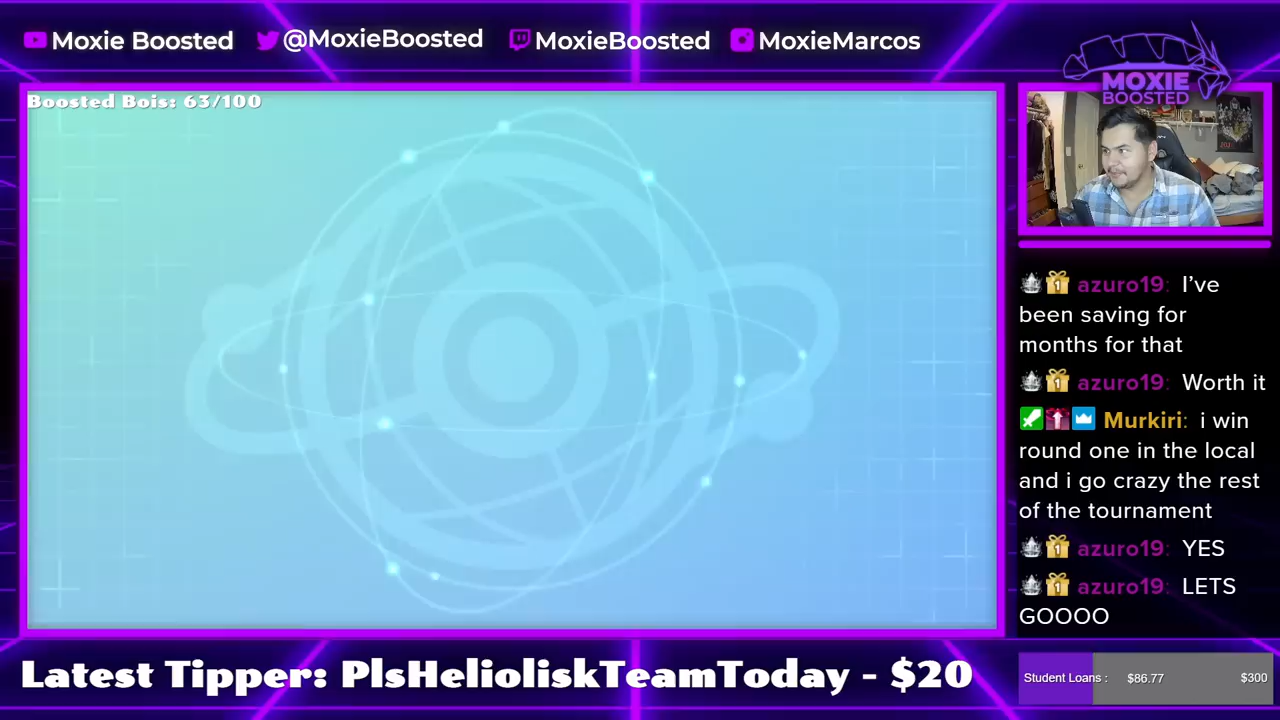 Moxie Boosted @MoxieBoosted MoxieBoosted MoxieMarcos
MOXIE
BOOSTED
Boosted Bois: 63/100
azuro19: I've
been saving for
months for that
azuro19: Worth it
Murkiri: i win
round one in the local
and i go crazy the rest
of the tournament
azuro19: YES
azuro19: LETS
GOOOO
Latest Tipper: PlsHelioliskTeamToday - $20
Student Loans : $86.77 $300